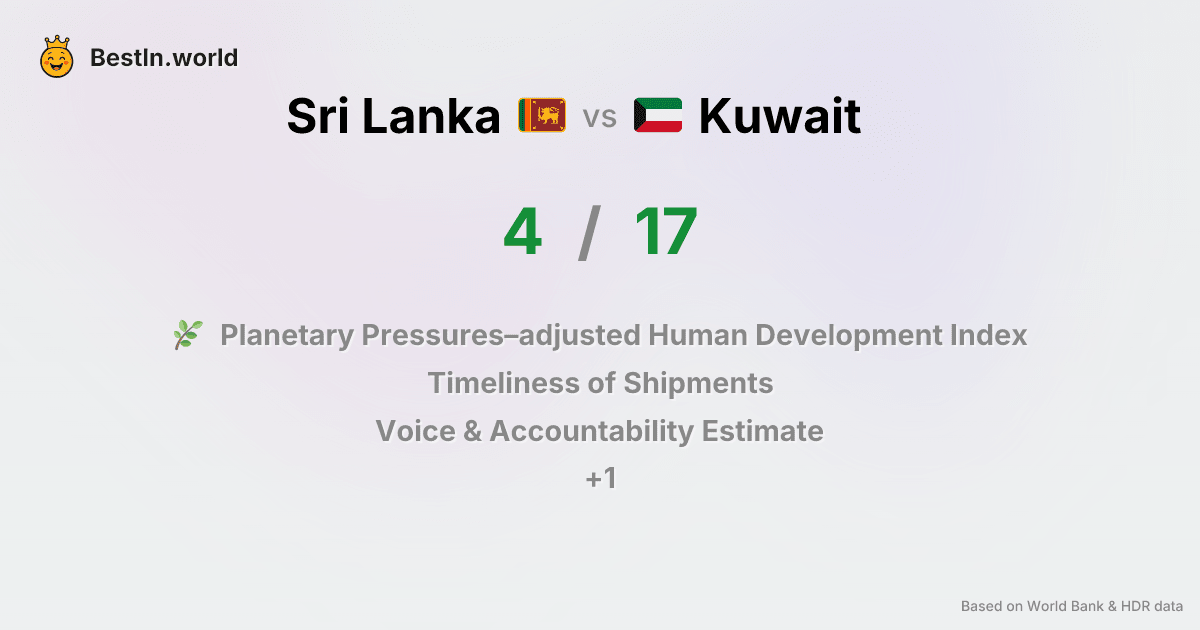 BestIn.world
Sri Lanka vs Kuwait
4 / 17
Planetary Pressures–adjusted Human Development Index
Timeliness of Shipments
Voice & Accountability Estimate
+1
Based on World Bank & HDR data